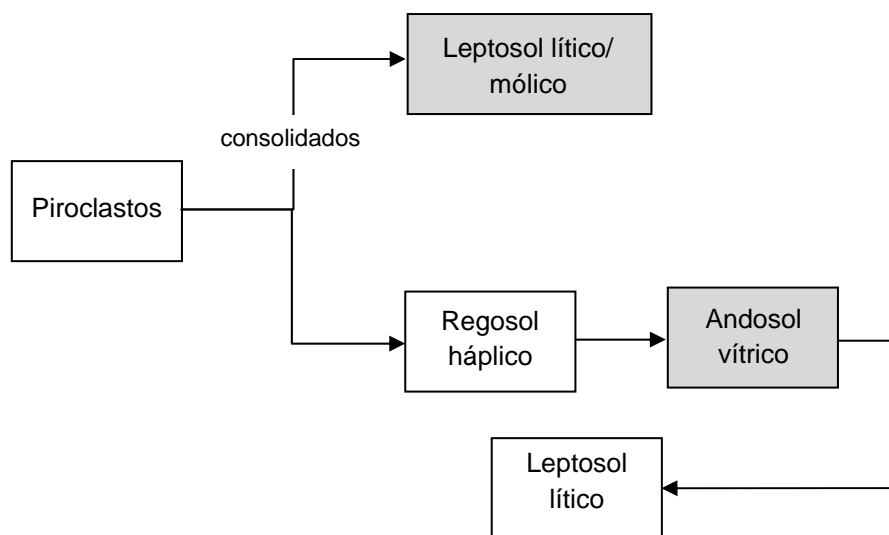 Leptosol lítico/
mólico
consolidados
Piroclastos
Regosol
háplico
Andosol
vítrico
Leptosol
lítico